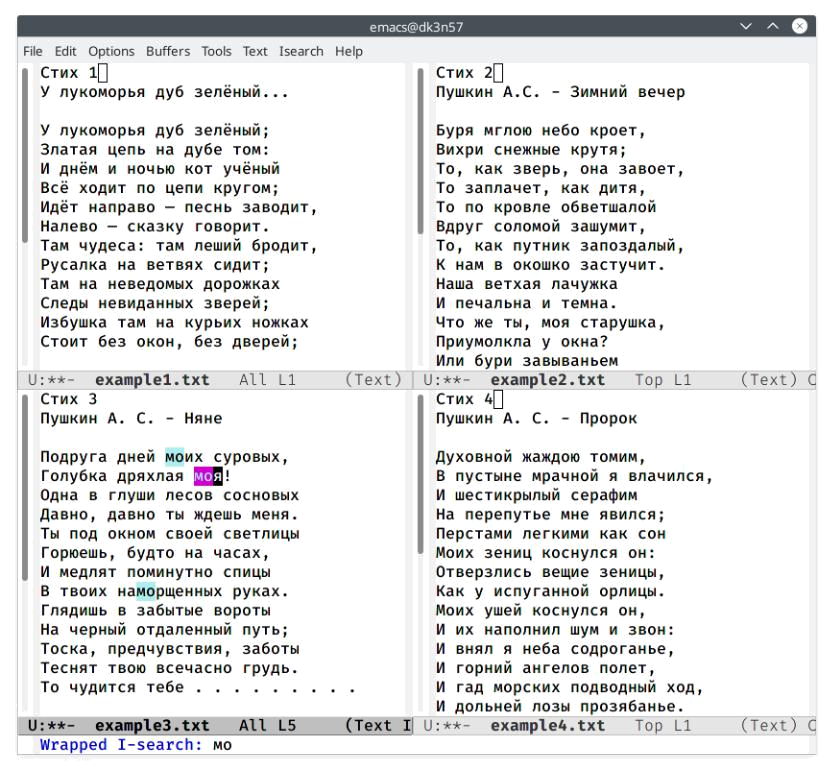 emacs@dk3n57
File Edit Options Buffers Tools Text Isearch Help
Стих 1
У лукоморья дуб зелёный...
У лукоморья дуб зелёный;
Златая цепь на дубе том:
И днём и ночью кот учёный
Всё ходит по цепи кругом;
Идёт направо — песнь заводит,
Налево — сказку говорит.
Там чудеса: там леший бродит,
Русалка на ветвях сидит;
Там на неведомых дорожках
Следы невиданных зверей;
Избушка там на курьих ножках
Стоит без окон, без дверей;
U:**-  example1.txt   All L1     (Text)
Стих 2
Пушкин А.С. - Зимний вечер
Буря мглою небо кроет,
Вихри снежные крутя;
То, как зверь, она завоет,
То заплачет, как дитя,
То по кровле обветшалой
Вдруг соломой зашумит,
То, как путник запоздалый,
К нам в окошко застучит.
Наша ветхая лачужка
И печальна и темна.
Что же ты, моя старушка,
Приумолкла у окна?
Или бури завываньем
U:**-  example2.txt   Top L1     (Text) C
Стих 3
Пушкин А. С. - Няне
Подруга дней моих суровых,
Голубка дряхлая моя!
Одна в глуши лесов сосновых
Давно, давно ты ждешь меня.
Ты под окном своей светлицы
Горюешь, будто на часах,
И медлят поминутно спицы
В твоих наморщенных руках.
Глядишь в забытые вороты
На черный отдаленный путь;
Тоска, предчувствия, заботы
Теснят твою всечасно грудь.
То чудится тебе . . . . . . . . .
U:**-  example3.txt   All L5     (Text I
Стих 4
Пушкин А. С. - Пророк
Духовной жаждою томим,
В пустыне мрачной я влачился,
И шестикрылый серафим
На перепутье мне явился;
Перстами легкими как сон
Моих зениц коснулся он:
Отверзлись вещие зеницы,
Как у испуганной орлицы.
Моих ушей коснулся он,
И их наполнил шум и звон:
И внял я неба содроганье,
И горний ангелов полет,
И гад морских подводный ход,
И дольней лозы прозябанье.
U:**-  example4.txt   Top L1     (Text) C
Wrapped I-search: мо